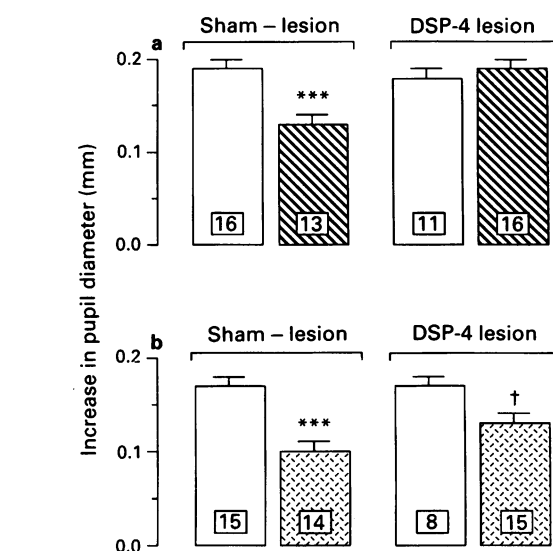 Sham – lesion DSP-4 lesion
a
0.2
***
0.1
16 13 11 16
0.0
Increase in pupil diameter (mm)
Sham – lesion DSP-4 lesion
b
0.2
†
***
0.1
15 14 8 15
0.0